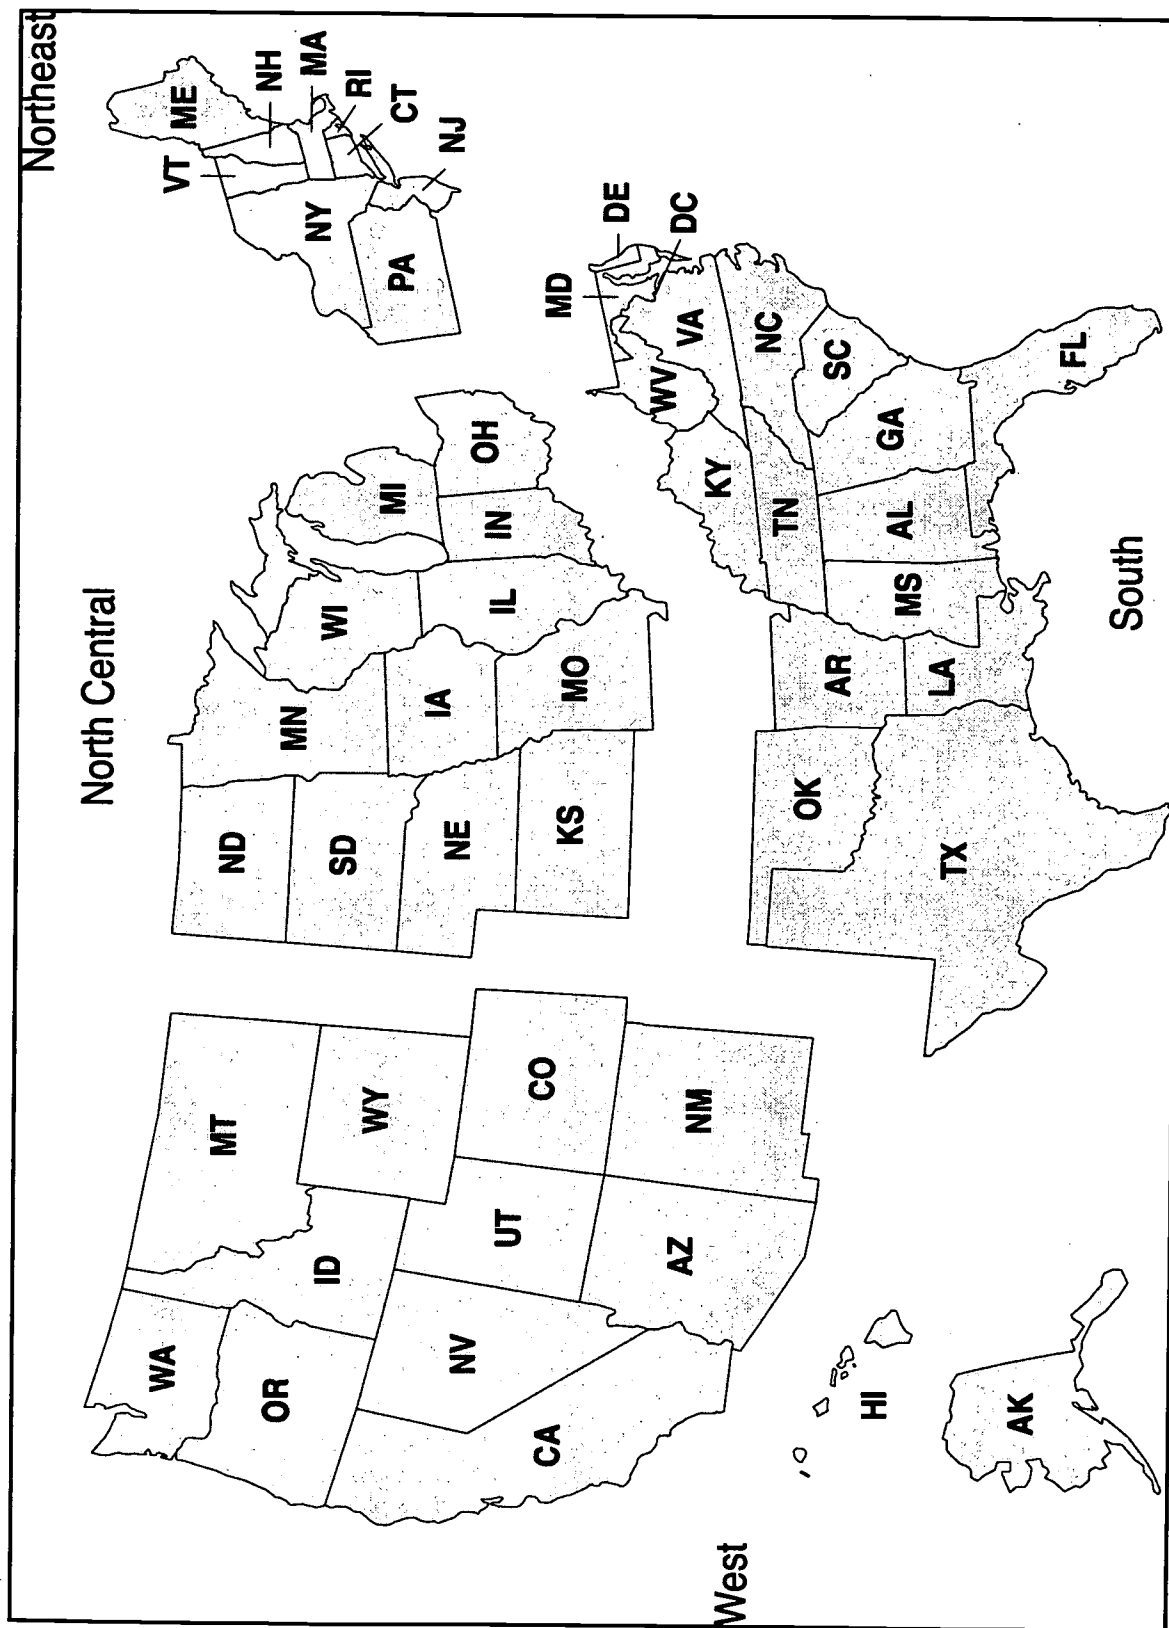 Northeast
North Central
South
West
ME
NH
MA
RI
CT
NJ
VT
NY
PA
DE
DC
MD
VA
WV
NC
SC
FL
GA
KY
TN
AL
MS
AR
LA
OK
TX
OH
MI
IN
IL
WI
MO
IA
MN
KS
NE
SD
ND
MT
WY
CO
NM
ID
UT
AZ
WA
OR
NV
CA
HI
AK